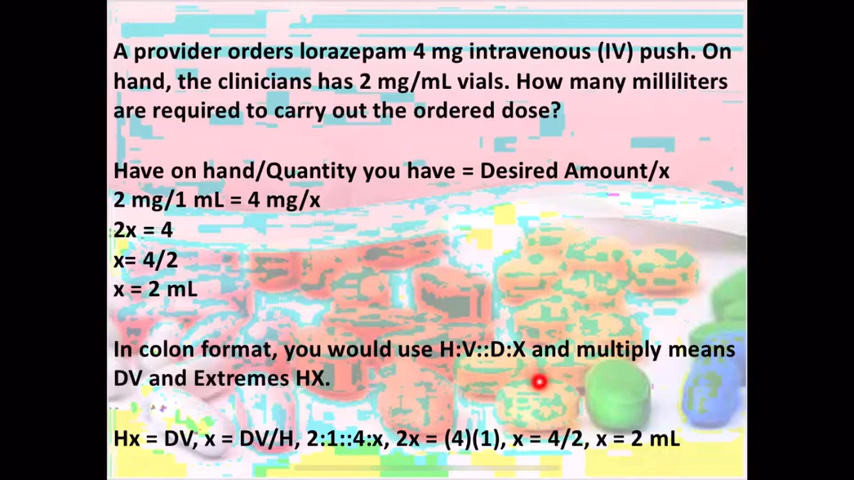 A provider orders lorazepam 4 mg intravenous (IV) push. On
hand, the clinicians has 2 mg/mL vials. How many milliliters
are required to carry out the ordered dose?
Have on hand/Quantity you have = Desired Amount/x
2 mg/1 mL = 4 mg/x
2x = 4
x= 4/2
x = 2 mL
In colon format, you would use H:V::D:X and multiply means
DV and Extremes HX.
Hx = DV, x = DV/H, 2:1::4:x, 2x = (4)(1), x = 4/2, x = 2 mL